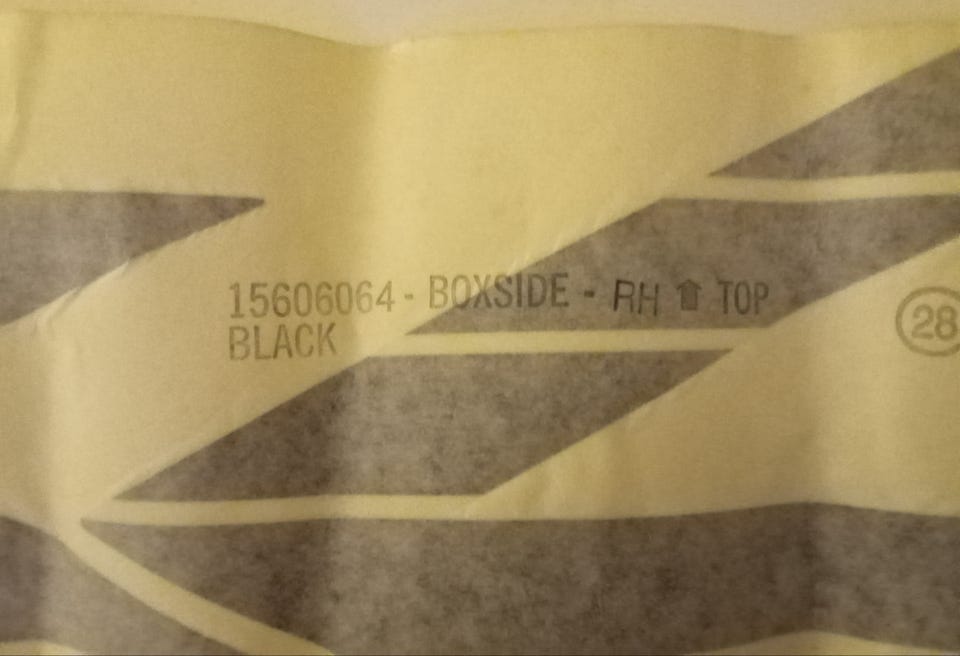 15606064 - BOXSIDE - RH ⇧ TOP
BLACK
28